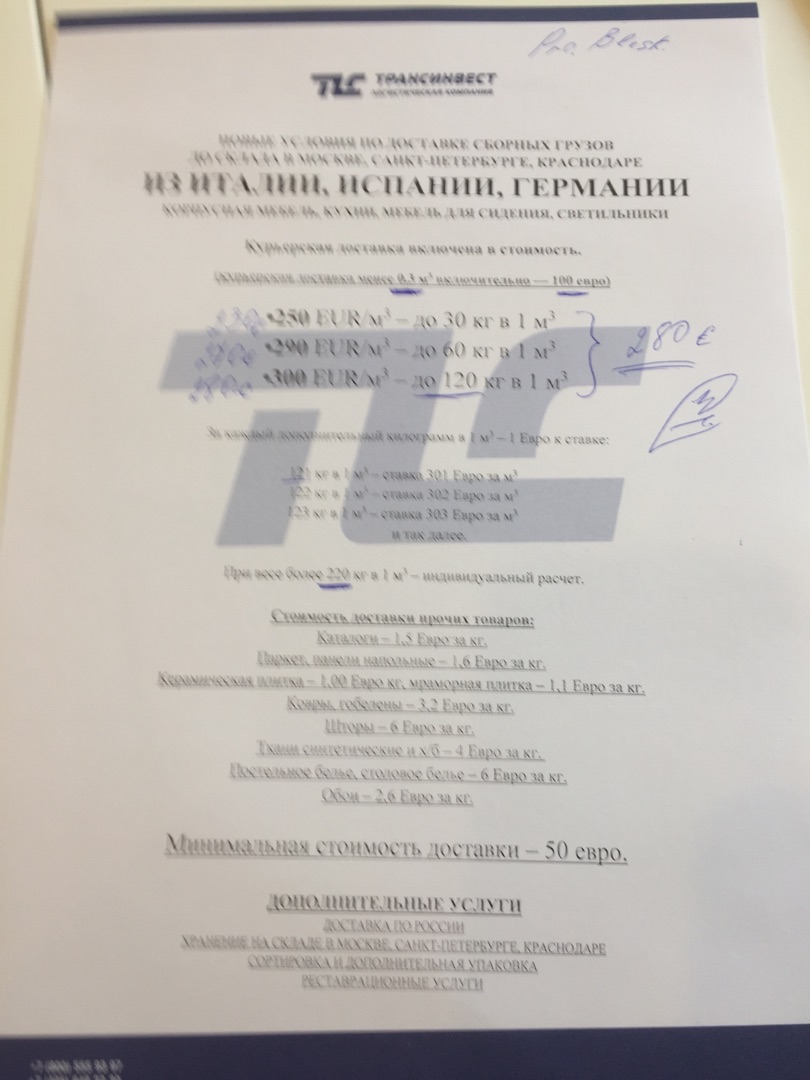 Pro. Blesk.
TLC ТРАНСИНВЕСТ
ЛОГИСТИЧЕСКАЯ КОМПАНИЯ
НОВЫЕ УСЛОВИЯ ПО ДОСТАВКЕ СБОРНЫХ ГРУЗОВ
ДО СКЛАДА В МОСКВЕ, САНКТ-ПЕТЕРБУРГЕ, КРАСНОДАРЕ
ИЗ ИТАЛИИ, ИСПАНИИ, ГЕРМАНИИ
КОРПУСНАЯ МЕБЕЛЬ, КУХНИ, МЕБЕЛЬ ДЛЯ СИДЕНИЯ, СВЕТИЛЬНИКИ
Курьерская доставка включена в стоимость.
(курьерская доставка менее 0,3 м³ включительно — 100 евро)
•250 EUR/м³ – до 30 кг в 1 м³
•290 EUR/м³ – до 60 кг в 1 м³
•300 EUR/м³ – до 120 кг в 1 м³
280 €
За каждый дополнительный килограмм в 1 м³ – 1 Евро к ставке:
121 кг в 1 м³ – ставка 301 Евро за м³
122 кг в 1 м³ – ставка 302 Евро за м³
123 кг в 1 м³ – ставка 303 Евро за м³
и так далее.
При весе более 220 кг в 1 м³ – индивидуальный расчет.
Стоимость доставки прочих товаров:
Каталоги – 1,5 Евро за кг.
Паркет, панели напольные – 1,6 Евро за кг.
Керамическая плитка – 1,00 Евро кг, мраморная плитка – 1,1 Евро за кг.
Ковры, гобелены – 3,2 Евро за кг.
Шторы – 6 Евро за кг.
Ткани синтетические и х/б – 4 Евро за кг.
Постельное белье, столовое белье – 6 Евро за кг.
Обои – 2,6 Евро за кг.
Минимальная стоимость доставки – 50 евро.
ДОПОЛНИТЕЛЬНЫЕ УСЛУГИ
ДОСТАВКА ПО РОССИИ
ХРАНЕНИЕ НА СКЛАДЕ В МОСКВЕ, САНКТ-ПЕТЕРБУРГЕ, КРАСНОДАРЕ
СОРТИРОВКА И ДОПОЛНИТЕЛЬНАЯ УПАКОВКА
РЕСТАВРАЦИОННЫЕ УСЛУГИ